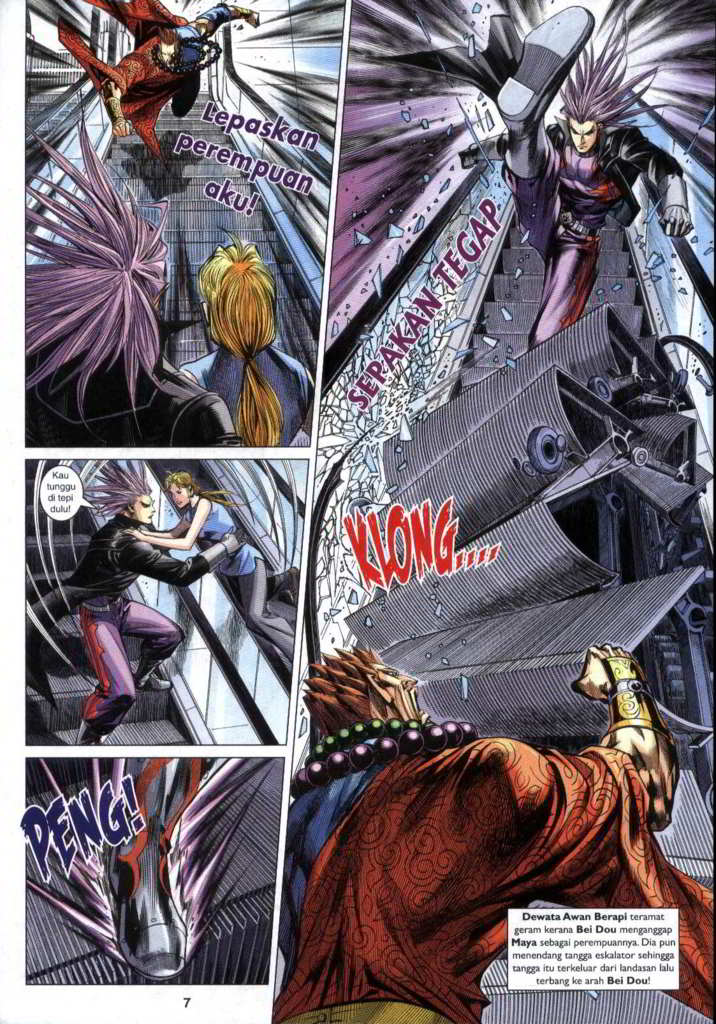 Lepaskan
perempuan
aku!
Kau
tunggu
di tepi
dulu!
PENG!
SEPAKAN TEGAP
KLONG....
Dewata Awan Berapi teramat
geram kerana Bei Dou menganggap
Maya sebagai perempuannya. Dia pun
menendang tangga eskalator sehingga
tangga itu terkeluar dari landasan lalu
terbang ke arah Bei Dou!
7